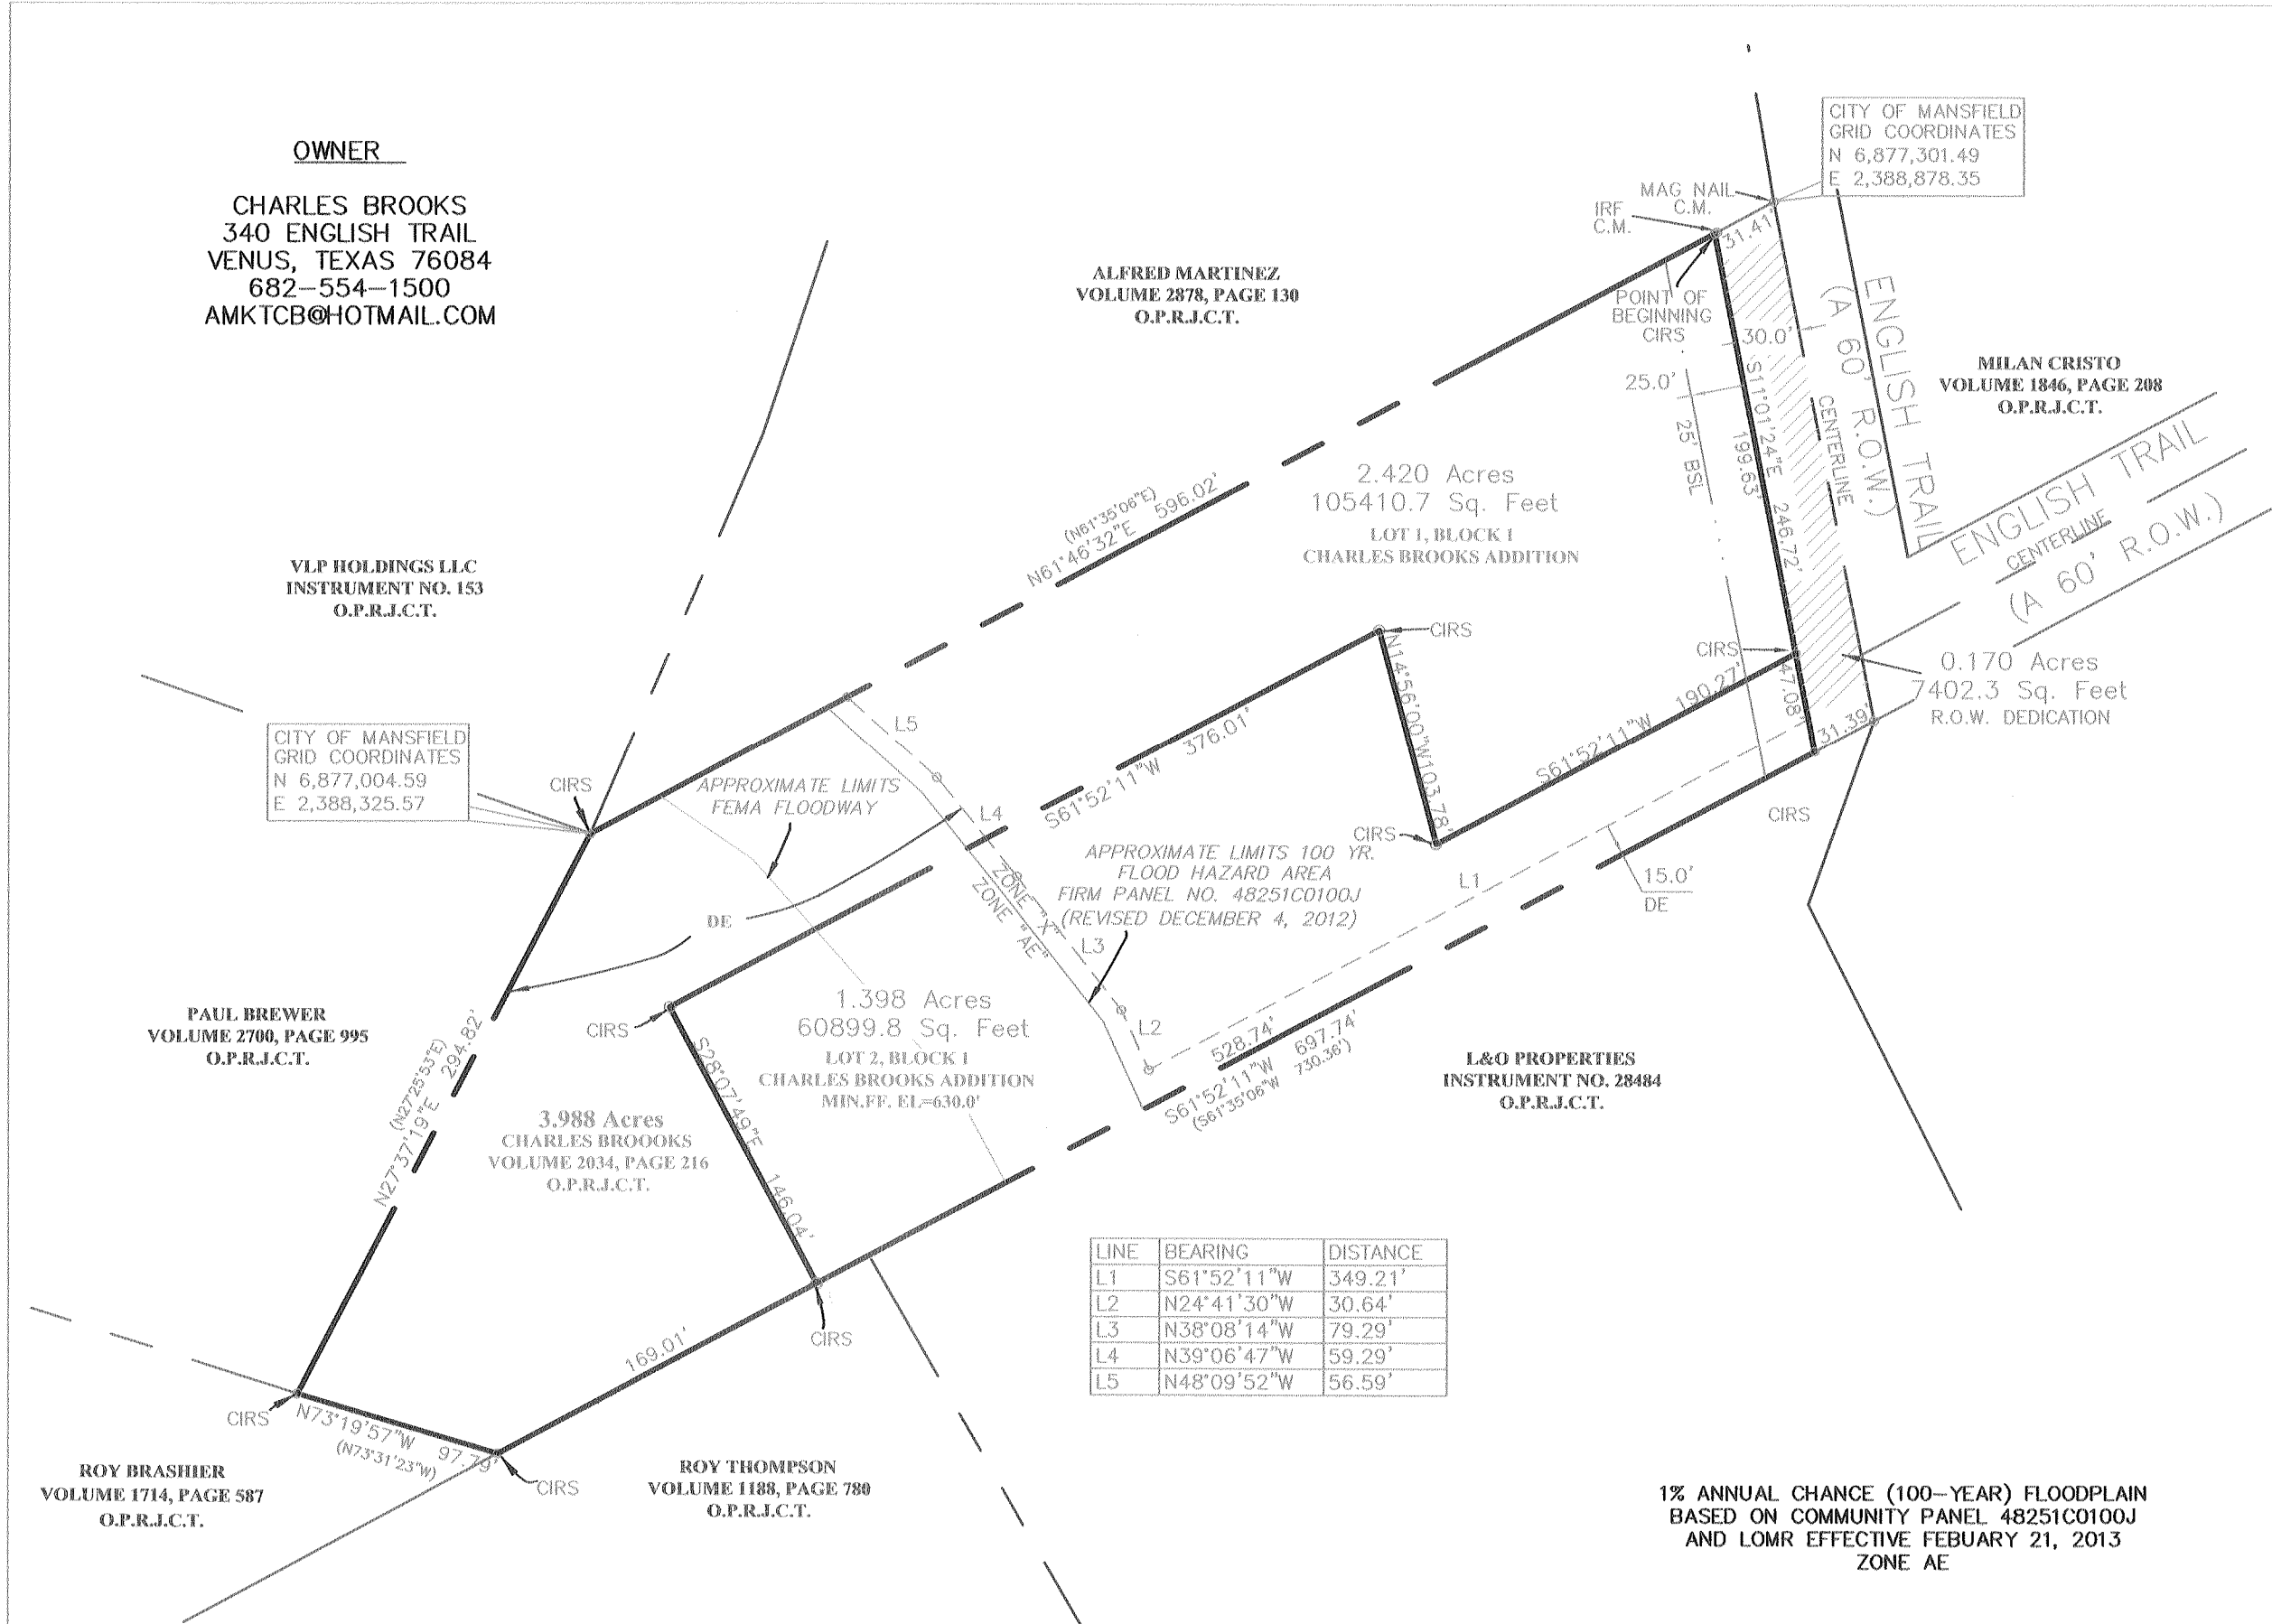 OWNER
CHARLES BROOKS
340 ENGLISH TRAIL
VENUS, TEXAS 76084
682-554-1500
AMKTCB@HOTMAIL.COM
CITY OF MANSFIELD
GRID COORDINATES
N 6,877,301.49
E 2,388,878.35
MAG NAIL
C.M.
IRF
C.M.
31.41'
ALFRED MARTINEZ
VOLUME 2878, PAGE 130
O.P.R.J.C.T.
POINT OF
BEGINNING
CIRS
30.0'
25.0'
25' BSL
S11°01'24"E 246.72'
199.63'
CENTERLINE
ENGLISH TRAIL
(A 60' R.O.W.)
MILAN CRISTO
VOLUME 1846, PAGE 208
O.P.R.J.C.T.
ENGLISH TRAIL
CENTERLINE
(A 60' R.O.W.)
2.420 Acres
105410.7 Sq. Feet
LOT 1, BLOCK 1
CHARLES BROOKS ADDITION
(N61°35'06"E)
N61°46'32"E 596.02'
VLP HOLDINGS LLC
INSTRUMENT NO. 153
O.P.R.J.C.T.
CIRS
N14°56'00"W 103.78'
CIRS
47.08'
0.170 Acres
7402.3 Sq. Feet
R.O.W. DEDICATION
31.39'
S61°52'11"W 190.27'
S61°52'11"W 376.01'
CITY OF MANSFIELD
GRID COORDINATES
N 6,877,004.59
E 2,388,325.57
CIRS
L5
APPROXIMATE LIMITS
FEMA FLOODWAY
L4
CIRS
CIRS
APPROXIMATE LIMITS 100 YR.
FLOOD HAZARD AREA
FIRM PANEL NO. 48251C0100J
(REVISED DECEMBER 4, 2012)
ZONE "X"
ZONE "AE"
L1
15.0'
DE
DE
L3
L2
PAUL BREWER
VOLUME 2700, PAGE 995
O.P.R.J.C.T.
(N27°25'53"E)
N27°37'19"E 294.82'
CIRS
1.398 Acres
60899.8 Sq. Feet
LOT 2, BLOCK 1
CHARLES BROOKS ADDITION
MIN.FF. EL=630.0'
528.74'
S61°52'11"W 697.74'
(S61°35'06"W 730.36')
L&O PROPERTIES
INSTRUMENT NO. 28484
O.P.R.J.C.T.
S28°07'49"E 146.04'
3.988 Acres
CHARLES BROOOKS
VOLUME 2034, PAGE 216
O.P.R.J.C.T.
LINE BEARING DISTANCE
L1 S61°52'11"W 349.21'
L2 N24°41'30"W 30.64'
L3 N38°08'14"W 79.29'
L4 N39°06'47"W 59.29'
L5 N48°09'52"W 56.59'
CIRS
169.01'
CIRS
N73°19'57"W 97.79'
(N73°31'23"W)
CIRS
ROY BRASHIER
VOLUME 1714, PAGE 587
O.P.R.J.C.T.
ROY THOMPSON
VOLUME 1188, PAGE 780
O.P.R.J.C.T.
1% ANNUAL CHANCE (100-YEAR) FLOODPLAIN
BASED ON COMMUNITY PANEL 48251C0100J
AND LOMR EFFECTIVE FEBUARY 21, 2013
ZONE AE